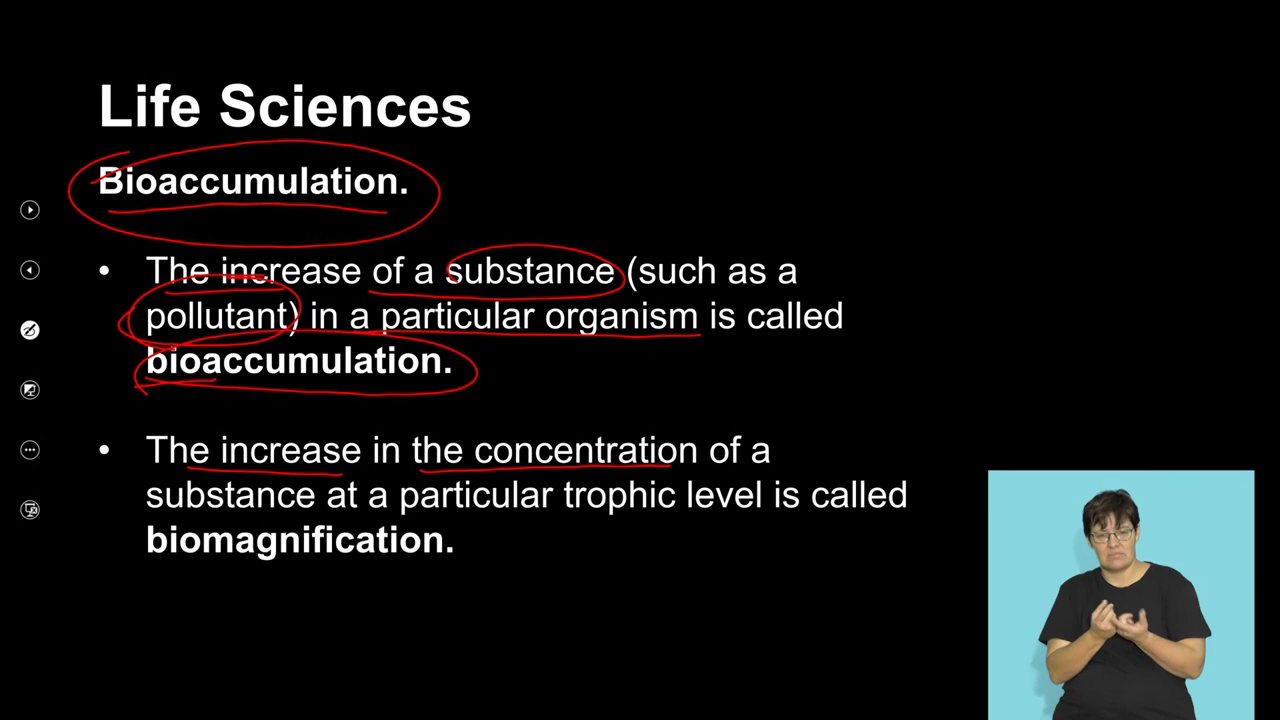 Life Sciences
Bioaccumulation.
• The increase of a substance (such as a
pollutant) in a particular organism is called
bioaccumulation.
• The increase in the concentration of a
substance at a particular trophic level is called
biomagnification.